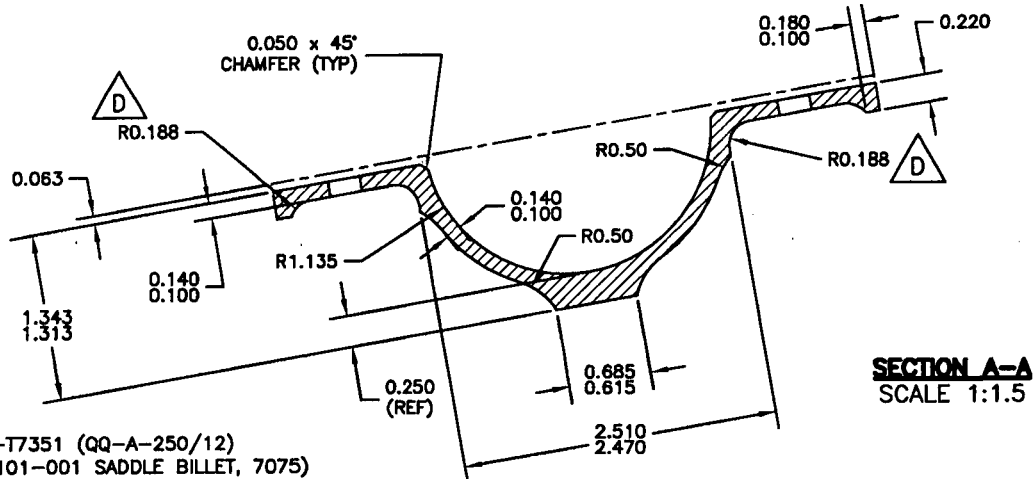 0.180
0.100
0.220
0.050 x 45°
CHAMFER (TYP)
D
R0.188
R0.50
R0.188
D
0.063
0.140
0.100
R0.50
R1.135
0.140
0.100
1.343
1.313
0.250
(REF)
0.685
0.615
SECTION A-A
SCALE 1:1.5
2.510
2.470
-T7351 (QQ-A-250/12)
101-001 SADDLE BILLET, 7075)